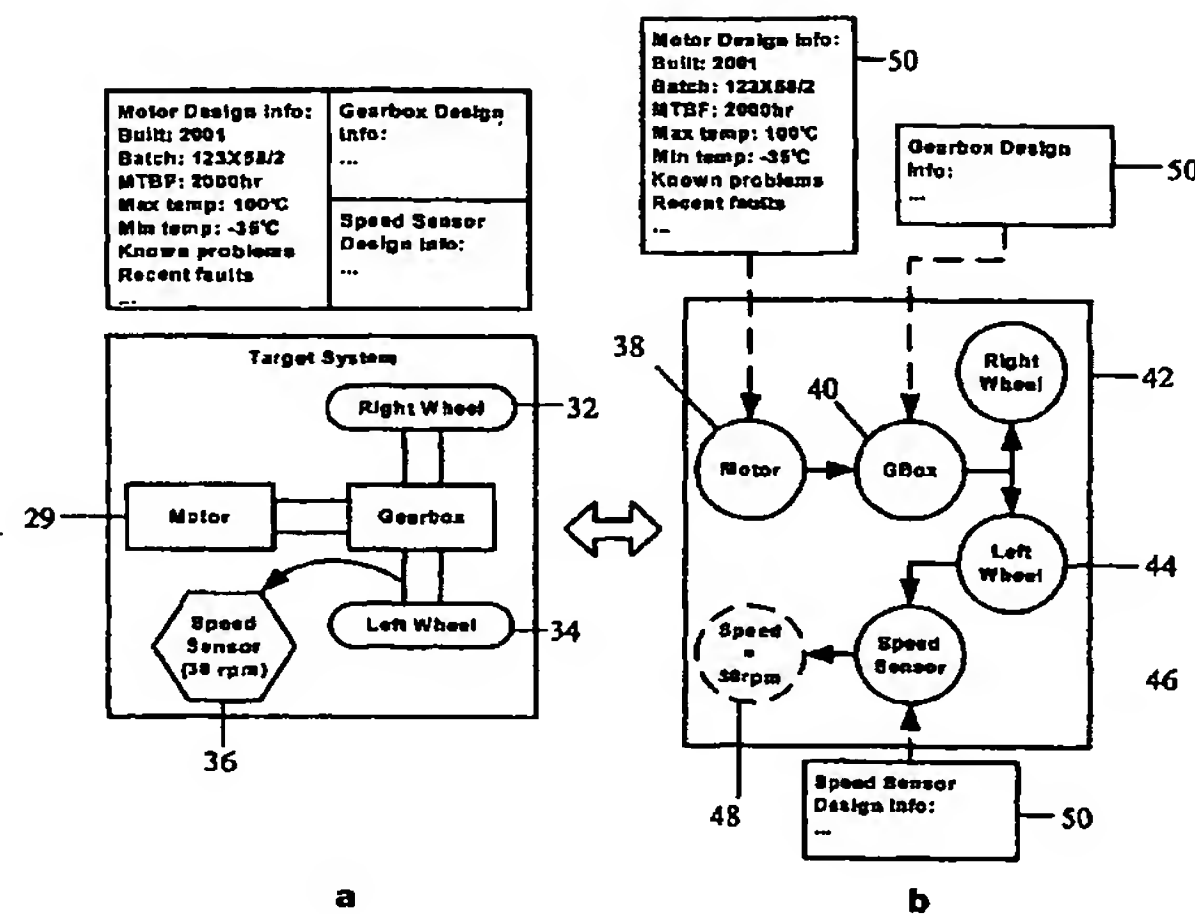 Motor Design Info:
Built: 2001
Batch: 123X58/2
MTBF: 2000hr
Max temp: 100°C
Min temp: -35°C
Known problems
Recent faults
...
Gearbox Design
Info:
...
Speed Sensor
Design Info:
...
Target System
Right Wheel
32
29
Motor
Gearbox
Speed
Sensor
(38 rpm)
Left Wheel
34
36
a
Motor Design Info:
Built: 2001
Batch: 123X58/2
MTBF: 2000hr
Max temp: 100°C
Min temp: -35°C
Known problems
Recent faults
...
50
Gearbox Design
Info:
...
50
38
40
Right
Wheel
42
Motor
GBox
Left
Wheel
44
Speed
=
38rpm
Speed
Sensor
46
48
Speed Sensor
Design Info:
...
50
b